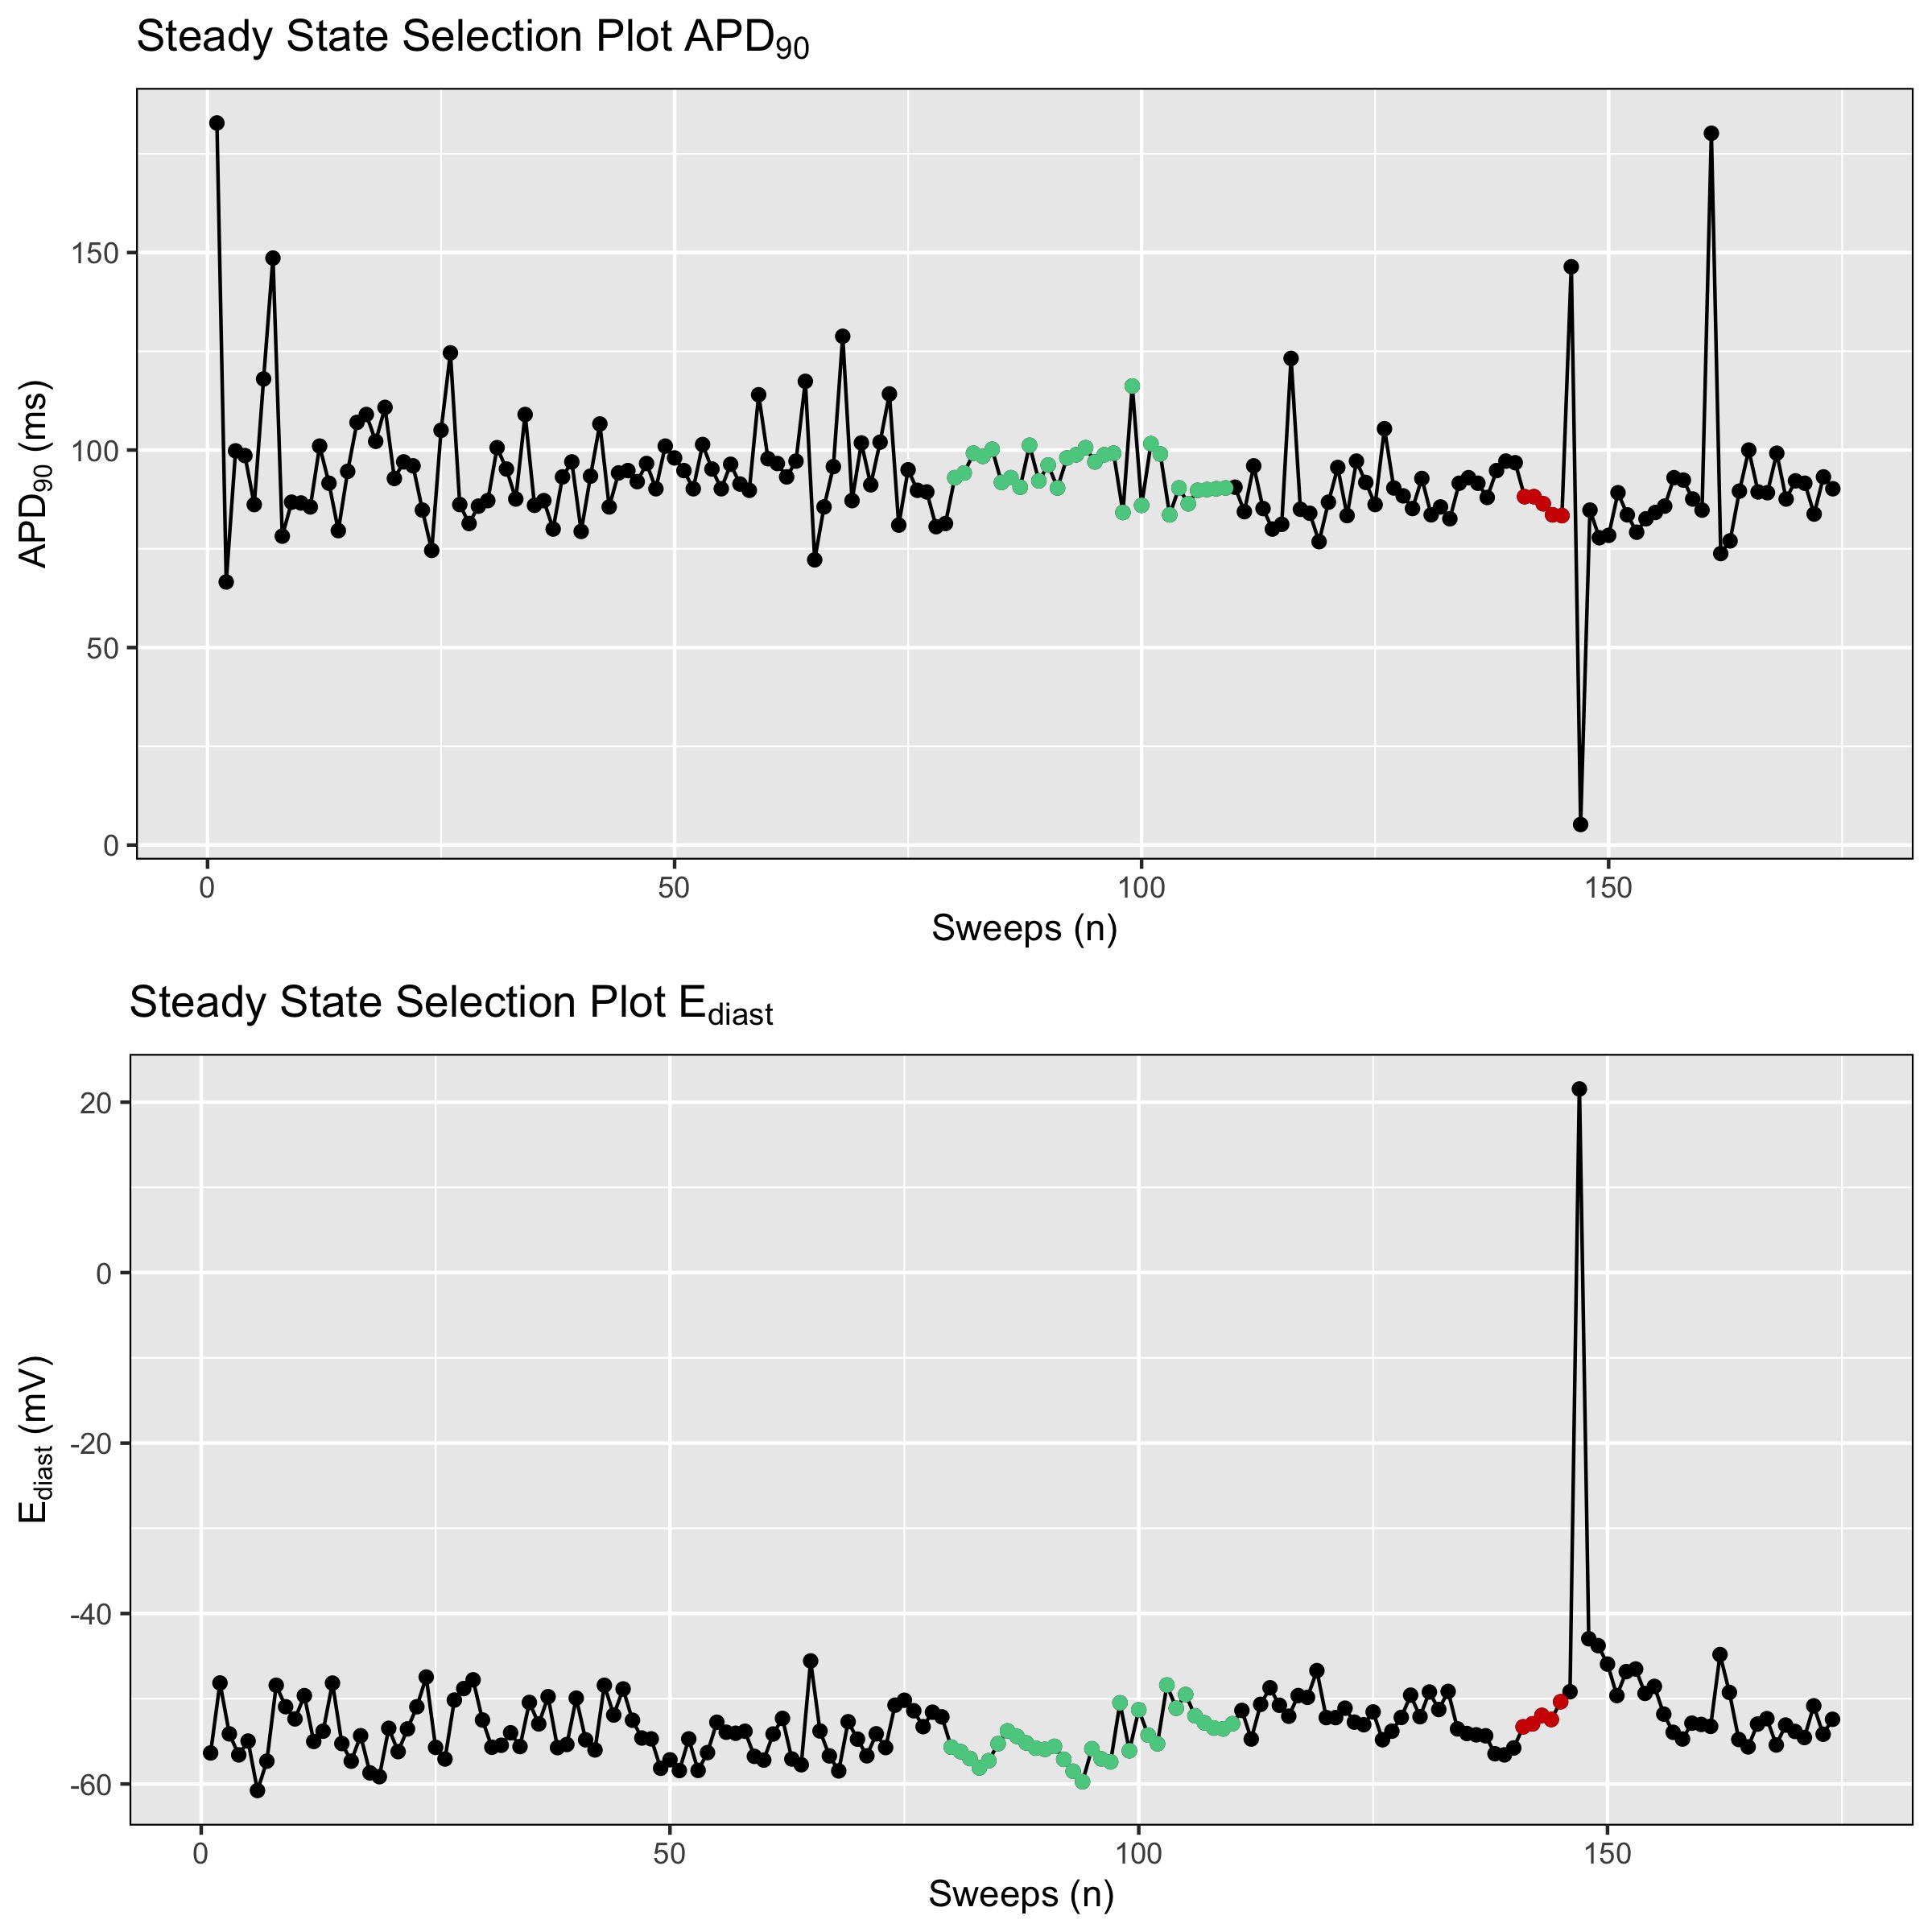 Steady State Selection Plot APD90
APD90 (ms)
150
100
50
0
0 50 100 150
Sweeps (n)
Steady State Selection Plot Ediast
Ediast (mV)
20
0
-20
-40
-60
0 50 100 150
Sweeps (n)